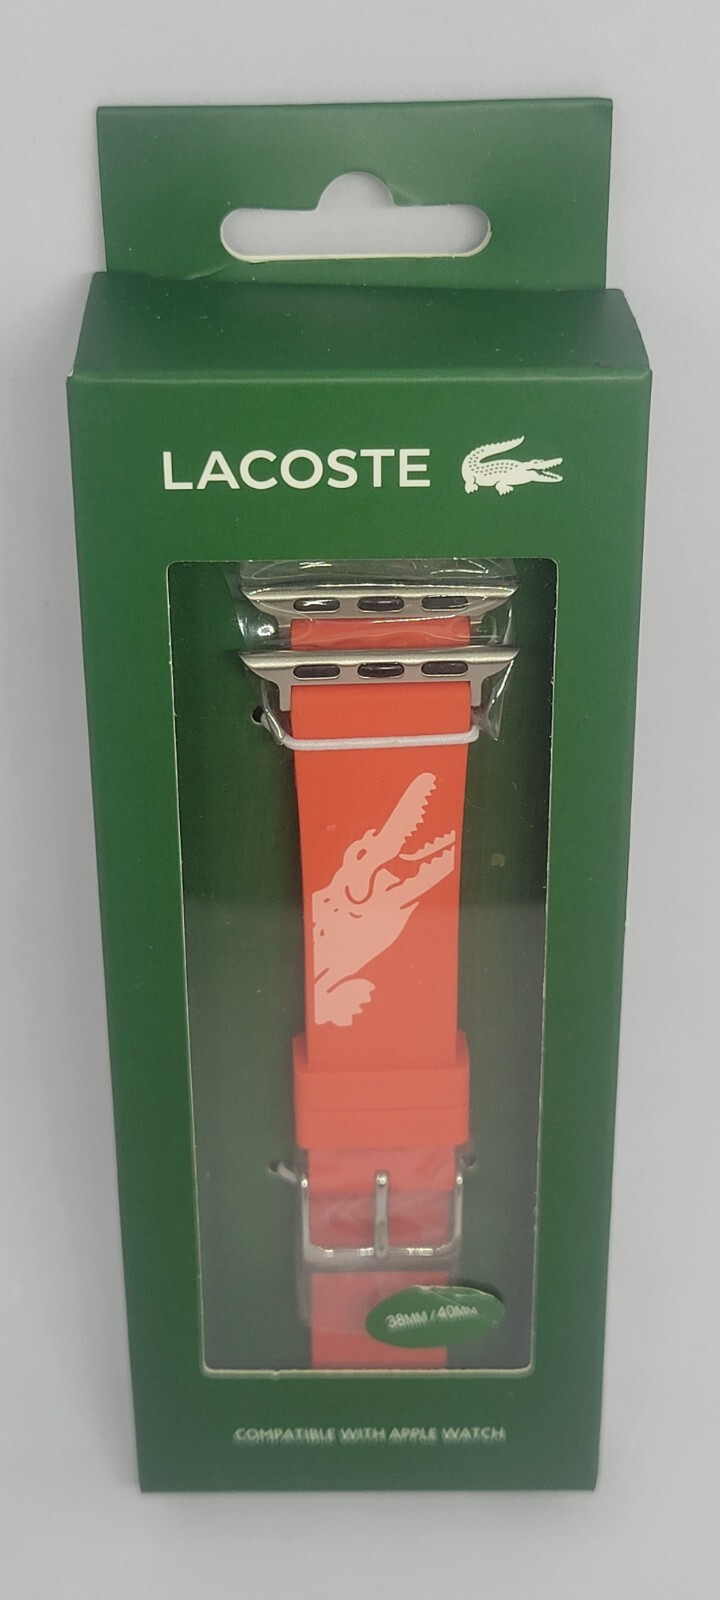 LACOSTE
38MM / 40MM
COMPATIBLE WITH APPLE WATCH